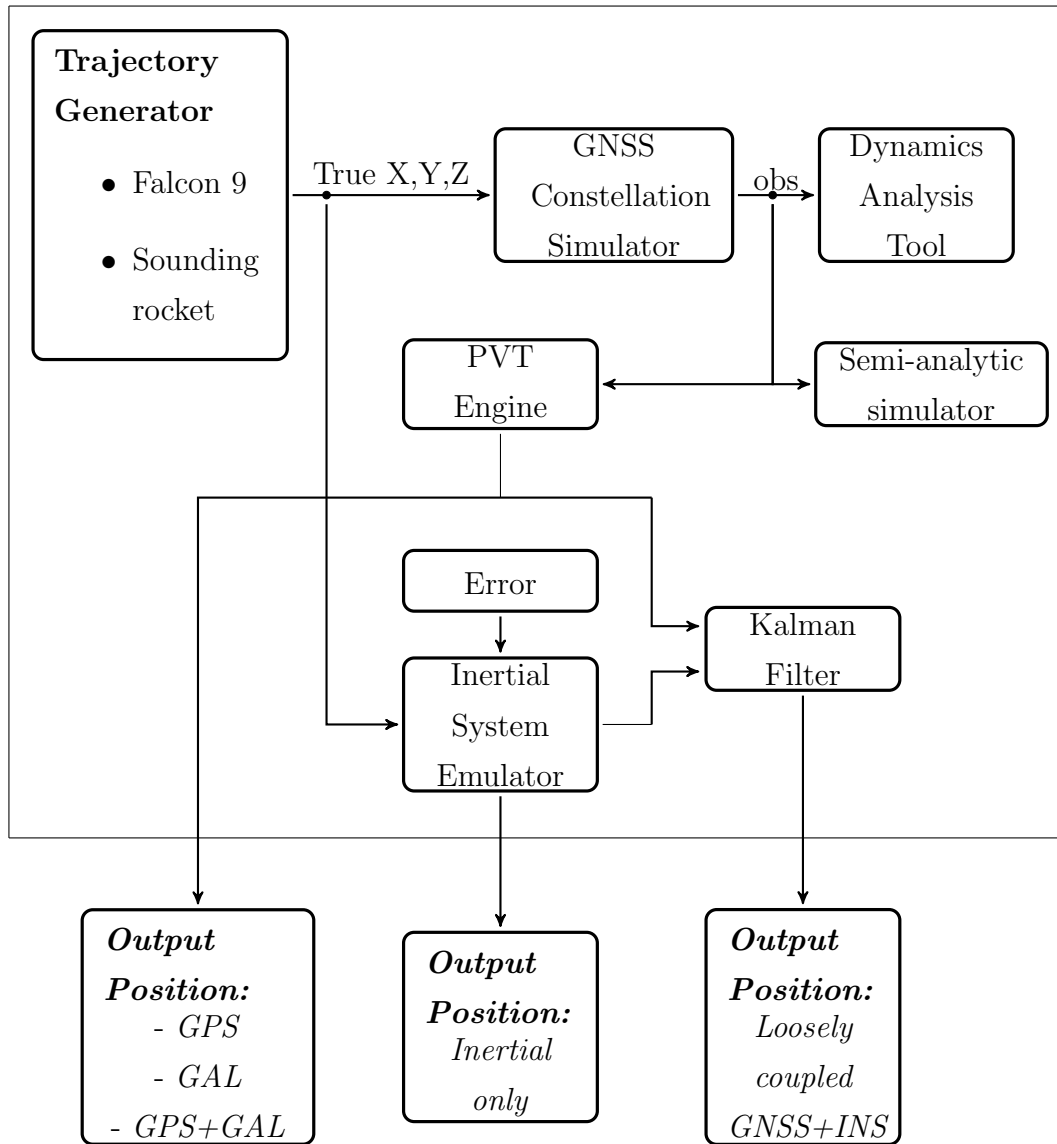 Trajectory
Generator
• Falcon 9
• Sounding
rocket
True X,Y,Z
GNSS
Constellation
Simulator
obs
Dynamics
Analysis
Tool
PVT
Engine
Semi-analytic
simulator
Error
Inertial
System
Emulator
Kalman
Filter
Output
Position:
- GPS
- GAL
- GPS+GAL
Output
Position:
Inertial
only
Output
Position:
Loosely
coupled
GNSS+INS